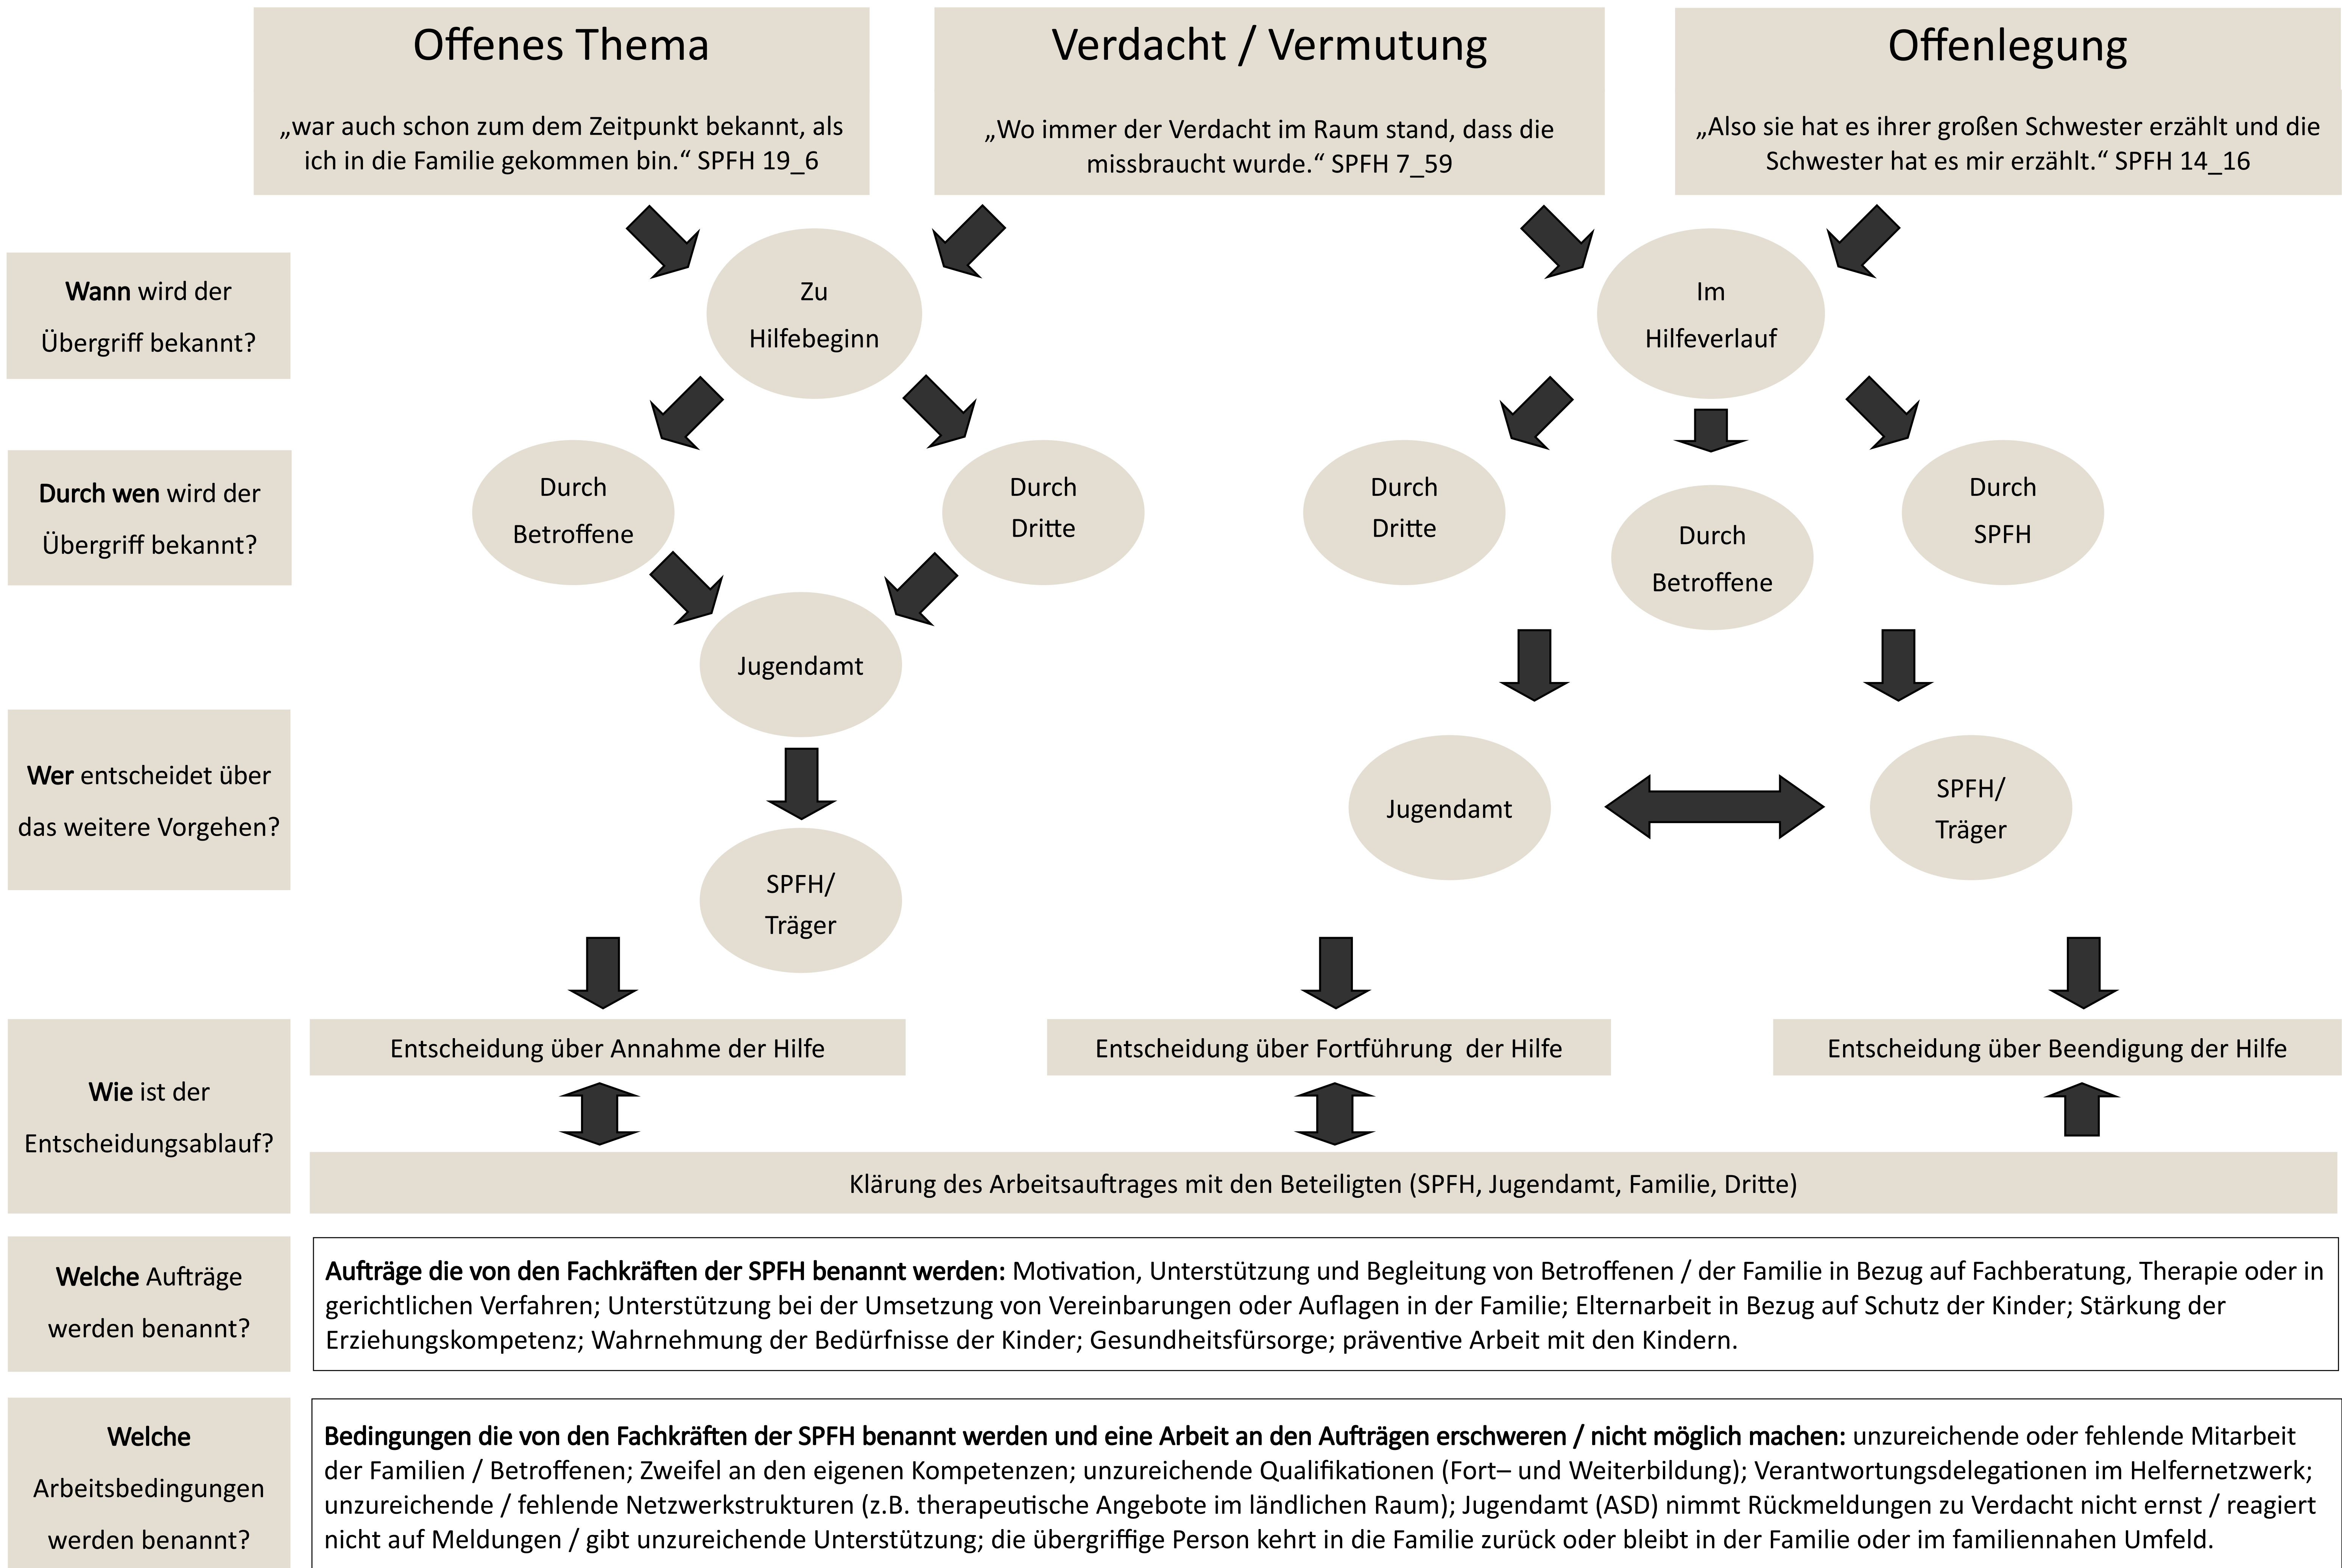 Offenes Thema
„war auch schon zum dem Zeitpunkt bekannt, als
ich in die Familie gekommen bin.“ SPFH 19_6
Verdacht / Vermutung
„Wo immer der Verdacht im Raum stand, dass die
missbraucht wurde.“ SPFH 7_59
Offenlegung
„Also sie hat es ihrer großen Schwester erzählt und die
Schwester hat es mir erzählt.“ SPFH 14_16
Wann wird der
Übergriff bekannt?
Zu
Hilfebeginn
Im
Hilfeverlauf
Durch wen wird der
Übergriff bekannt?
Durch
Betroffene
Durch
Dritte
Durch
Dritte
Durch
Betroffene
Durch
SPFH
Jugendamt
Wer entscheidet über
das weitere Vorgehen?
SPFH/
Träger
Jugendamt
SPFH/
Träger
Wie ist der
Entscheidungsablauf?
Entscheidung über Annahme der Hilfe
Entscheidung über Fortführung der Hilfe
Entscheidung über Beendigung der Hilfe
Klärung des Arbeitsauftrages mit den Beteiligten (SPFH, Jugendamt, Familie, Dritte)
Welche Aufträge
werden benannt?
Aufträge die von den Fachkräften der SPFH benannt werden: Motivation, Unterstützung und Begleitung von Betroffenen / der Familie in Bezug auf Fachberatung, Therapie oder in
gerichtlichen Verfahren; Unterstützung bei der Umsetzung von Vereinbarungen oder Auflagen in der Familie; Elternarbeit in Bezug auf Schutz der Kinder; Stärkung der
Erziehungskompetenz; Wahrnehmung der Bedürfnisse der Kinder; Gesundheitsfürsorge; präventive Arbeit mit den Kindern.
Welche
Arbeitsbedingungen
werden benannt?
Bedingungen die von den Fachkräften der SPFH benannt werden und eine Arbeit an den Aufträgen erschweren / nicht möglich machen: unzureichende oder fehlende Mitarbeit
der Familien / Betroffenen; Zweifel an den eigenen Kompetenzen; unzureichende Qualifikationen (Fort– und Weiterbildung); Verantwortungsdelegationen im Helfernetzwerk;
unzureichende / fehlende Netzwerkstrukturen (z.B. therapeutische Angebote im ländlichen Raum); Jugendamt (ASD) nimmt Rückmeldungen zu Verdacht nicht ernst / reagiert
nicht auf Meldungen / gibt unzureichende Unterstützung; die übergriffige Person kehrt in die Familie zurück oder bleibt in der Familie oder im familiennahen Umfeld.